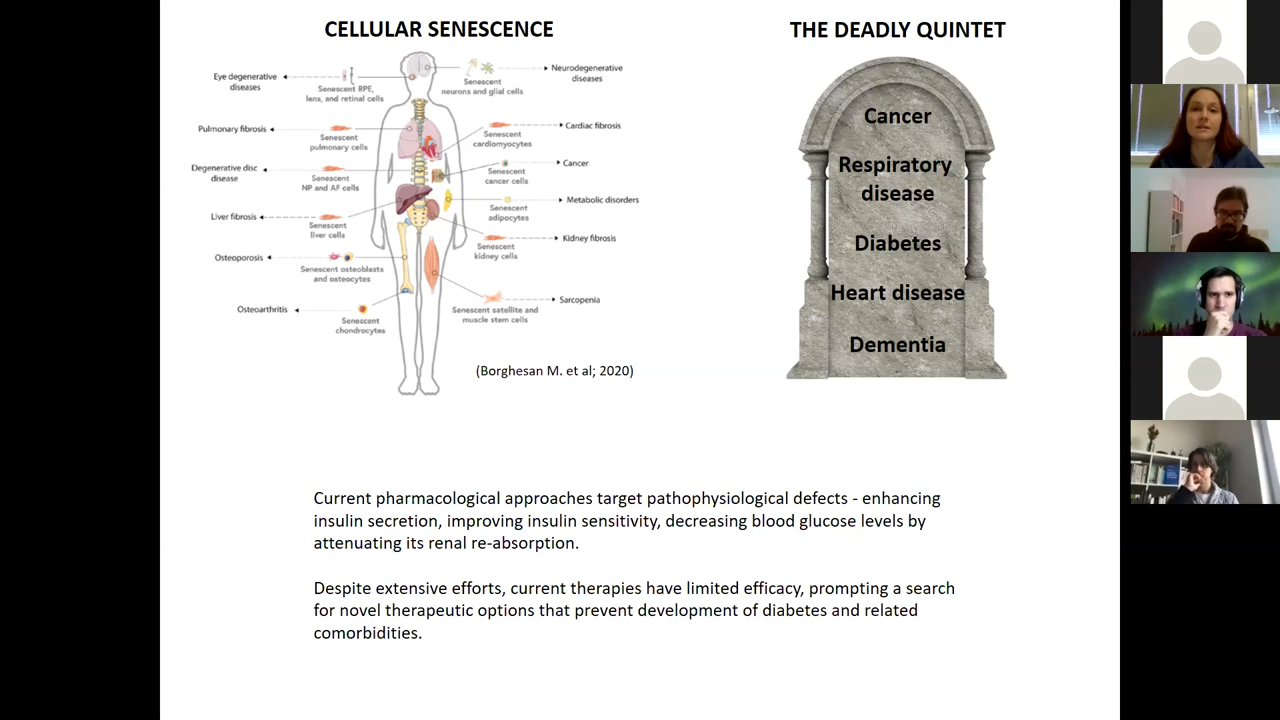 CELLULAR SENESCENCE
Eye degenerative
diseases
Senescent RPE,
lens, and retinal cells
Senescent
neurons and glial cells
Neurodegenerative
diseases
Pulmonary fibrosis
Senescent
pulmonary cells
Senescent
cardiomyocytes
Cardiac fibrosis
Degenerative disc
disease
Senescent
NP and AF cells
Senescent
cancer cells
Cancer
Liver fibrosis
Senescent
liver cells
Senescent
adipocytes
Metabolic disorders
Osteoporosis
Senescent osteoblasts
and osteocytes
Senescent
kidney cells
Kidney fibrosis
Osteoarthritis
Senescent
chondrocytes
Senescent satellite and
muscle stem cells
Sarcopenia
(Borghesan M. et al; 2020)
THE DEADLY QUINTET
Cancer
Respiratory
disease
Diabetes
Heart disease
Dementia
Current pharmacological approaches target pathophysiological defects - enhancing
insulin secretion, improving insulin sensitivity, decreasing blood glucose levels by
attenuating its renal re-absorption.
Despite extensive efforts, current therapies have limited efficacy, prompting a search
for novel therapeutic options that prevent development of diabetes and related
comorbidities.